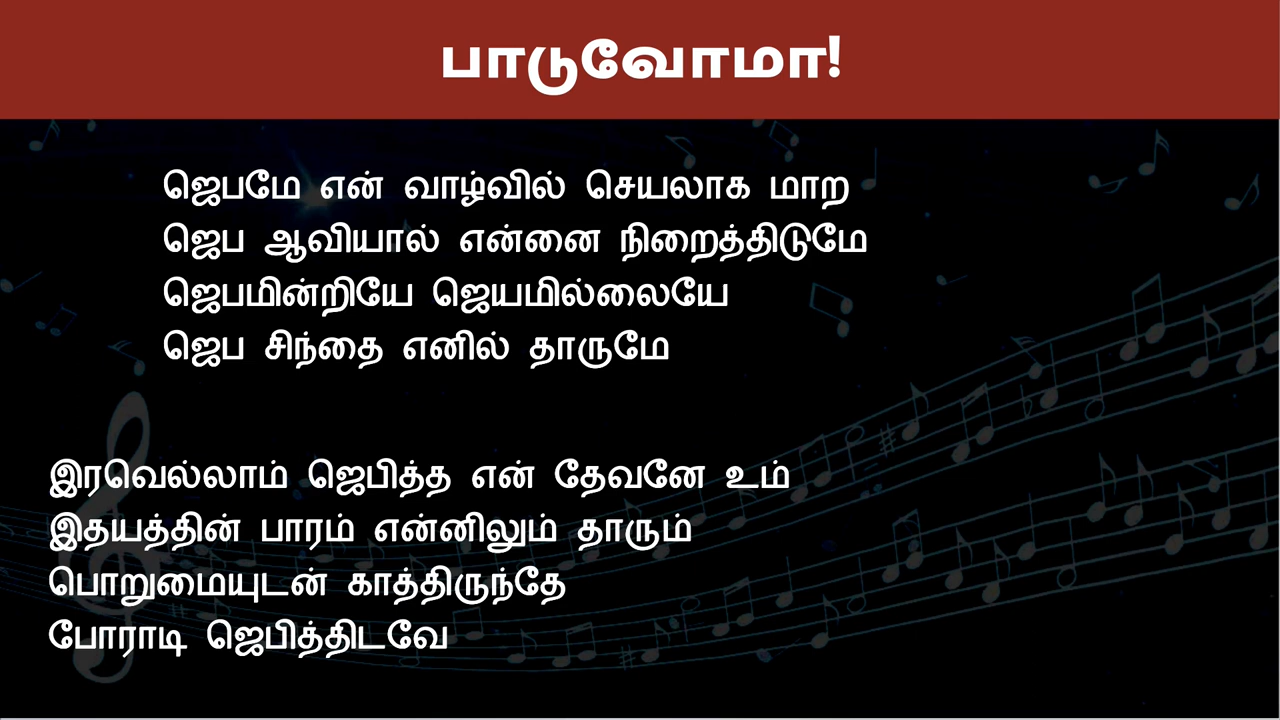 பாடுவோமா!
ஜெபமே என் வாழ்வில் செயலாக மாற
ஜெப ஆவியால் என்னை நிறைத்திடுமே
ஜெபமின்றியே ஜெயமில்லையே
ஜெப சிந்தை எனில் தாருமே
இரவெல்லாம் ஜெபித்த என் தேவனே உம்
இதயத்தின் பாரம் என்னிலும் தாரும்
பொறுமையுடன் காத்திருந்தே
போராடி ஜெபித்திடவே